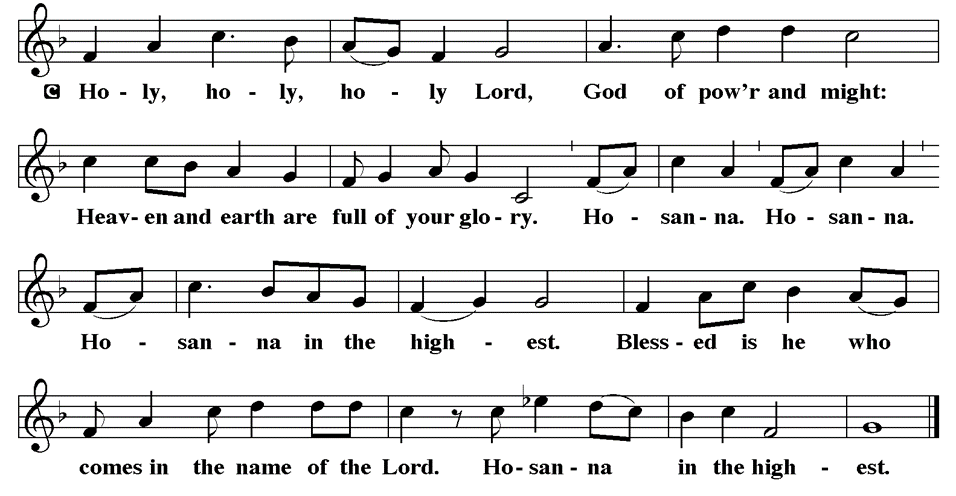 C Ho - ly, ho - ly, ho - ly Lord, God of pow’r and might:
Heav- en and earth are full of your glo - ry. Ho - san - na. Ho - san - na.
Ho - san - na in the high - est. Bless - ed is he who
comes in the name of the Lord. Ho - san - na in the high - est.